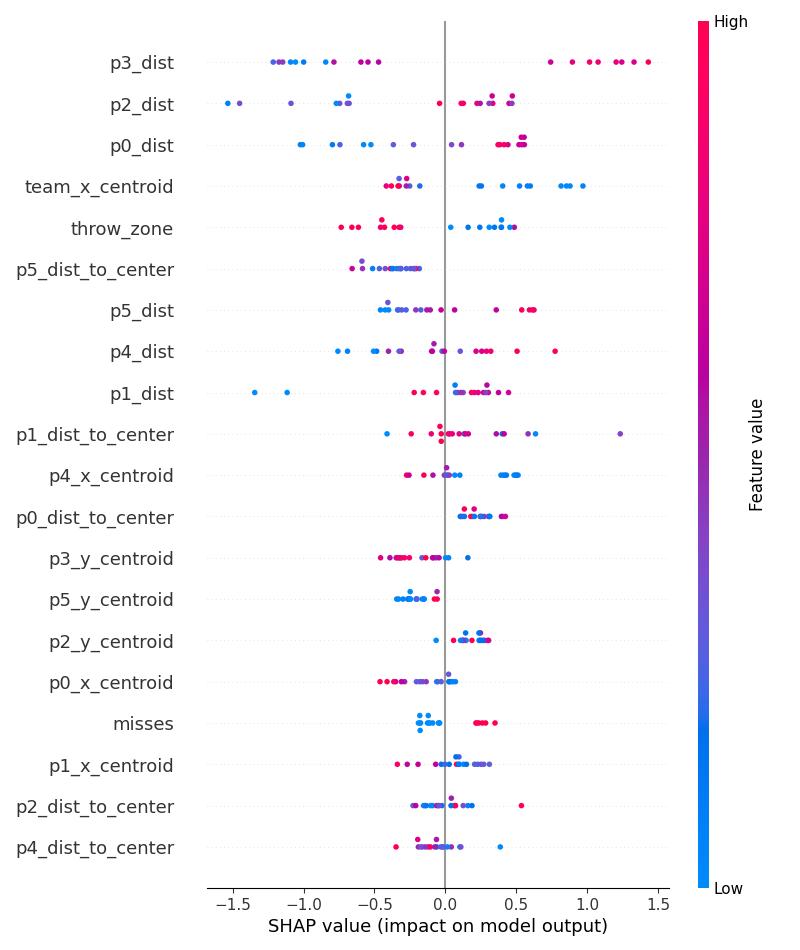 High
p3_dist
p2_dist
p0_dist
team_x_centroid
throw_zone
p5_dist_to_center
p5_dist
p4_dist
p1_dist
p1_dist_to_center
p4_x_centroid
p0_dist_to_center
p3_y_centroid
p5_y_centroid
p2_y_centroid
p0_x_centroid
misses
p1_x_centroid
p2_dist_to_center
p4_dist_to_center
Low
Feature value
−1.5 −1.0 −0.5 0.0 0.5 1.0 1.5
SHAP value (impact on model output)